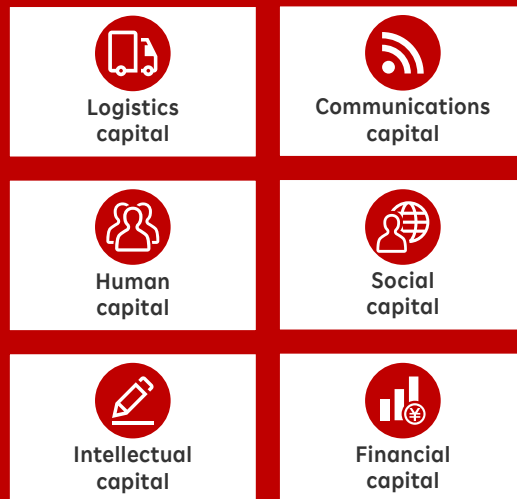 Logistics
capital
Communications
capital
Human
capital
Social
capital
Intellectual
capital
Financial
capital
¥